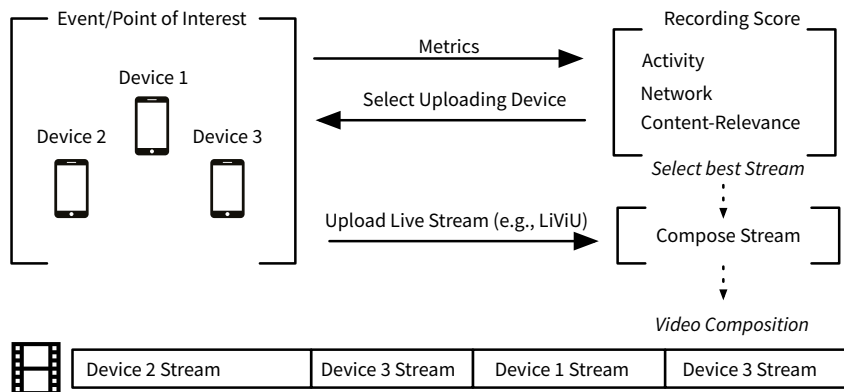 Event/Point of Interest
Recording Score
Metrics
Activity
Device 1
Network
Select Uploading Device
Content-Relevance
Device 2
Device 3
Select best Stream
Upload Live Stream (e.g., LiViU)
Compose Stream
Video Composition
Device 2 Stream
Device 3 Stream
Device 1 Stream
Device 3 Stream